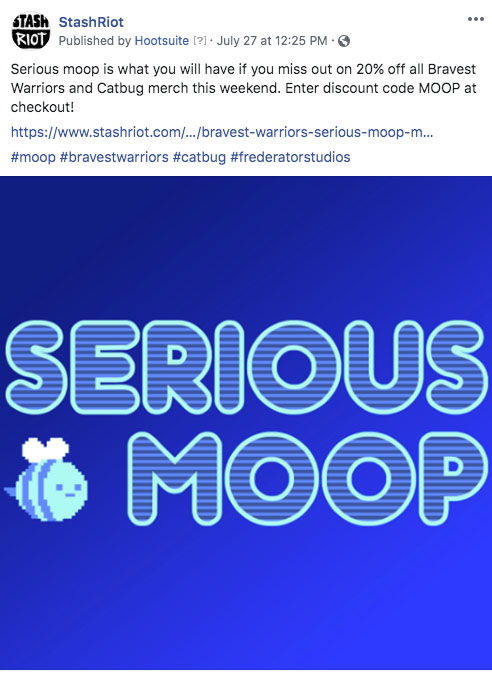 STASH
RIOT
StashRiot
Published by Hootsuite [?] · July 27 at 12:25 PM ·
Serious moop is what you will have if you miss out on 20% off all Bravest
Warriors and Catbug merch this weekend. Enter discount code MOOP at
checkout!
https://www.stashriot.com/.../bravest-warriors-serious-moop-m...
#moop #bravestwarriors #catbug #frederatorstudios
SERIOUS
MOOP